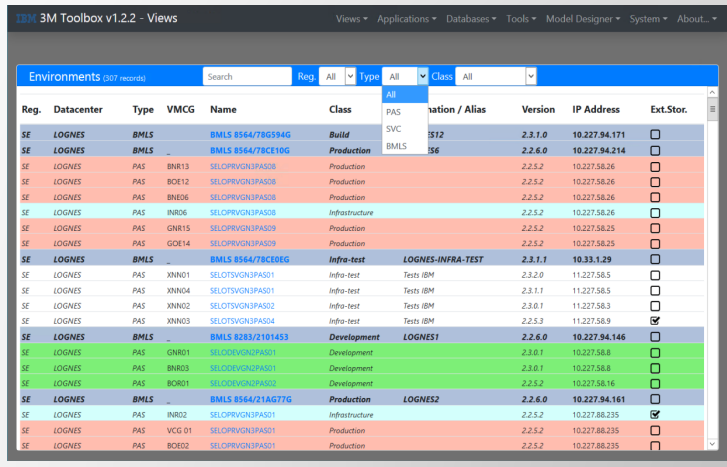 IBM 3M Toolbox v1.2.2 - Views Views Applications Databases Tools Model Designer System About...
Environments (307 records) Search Reg. All Type All Class All
All
PAS
SVC
BMLS
Reg. Datacenter Type VMCG Name Class nation / Alias Version IP Address Ext.Stor.
SE LOGNES BMLS BMLS 8564/78G594G Build ES12 2.3.1.0 10.227.94.171
SE LOGNES BMLS _ BMLS 8564/78CE10G Production ES6 2.2.6.0 10.227.94.214
SE LOGNES PAS BNR13 SELOPRVGN3PAS08 Production 2.2.5.2 10.227.58.26
SE LOGNES PAS BOE12 SELOPRVGN3PAS08 Production 2.2.5.2 10.227.58.26
SE LOGNES PAS BNE06 SELOPRVGN3PAS08 Production 2.2.5.2 10.227.58.26
SE LOGNES PAS INR06 SELOPRVGN3PAS08 Infrastructure 2.2.5.2 10.227.58.26
SE LOGNES PAS GNR15 SELOPRVGN3PAS09 Production 2.2.5.2 10.227.58.25
SE LOGNES PAS GOE14 SELOPRVGN3PAS09 Production 2.2.5.2 10.227.58.25
SE LOGNES BMLS _ BMLS 8564/78CE0EG Infra-test LOGNES-INFRA-TEST 2.3.1.1 10.33.1.29
SE LOGNES PAS XNN01 SELOTSVGN3PAS01 Infra-test Tests IBM 2.3.2.0 11.227.58.5
SE LOGNES PAS XNN04 SELOTSVGN3PAS01 Infra-test Tests IBM 2.3.1.1 11.227.58.5
SE LOGNES PAS XNN02 SELOTSVGN3PAS02 Infra-test Tests IBM 2.3.0.1 11.227.58.3
SE LOGNES PAS XNN03 SELOTSVGN3PAS04 Infra-test Tests IBM 2.2.5.3 11.227.58.9
SE LOGNES BMLS _ BMLS 8283/2101453 Development LOGNES1 2.2.6.0 10.227.94.146
SE LOGNES PAS GNR01 SELODEVGN2PAS01 Development 2.3.0.1 10.227.58.8
SE LOGNES PAS BNR03 SELODEVGN2PAS01 Development 2.3.0.1 10.227.58.8
SE LOGNES PAS BOR01 SELODEVGN2PAS02 Development 2.2.5.2 10.227.58.16
SE LOGNES BMLS _ BMLS 8564/21AG77G Production LOGNES2 2.2.6.0 10.227.94.161
SE LOGNES PAS INR02 SELOPRVGN3PAS01 Infrastructure 2.2.5.2 10.227.88.235
SE LOGNES PAS VCG 01 SELOPRVGN3PAS01 Production 2.2.5.2 10.227.88.235
SE LOGNES PAS BOE02 SELOPRVGN3PAS01 Production 2.2.5.2 10.227.88.235